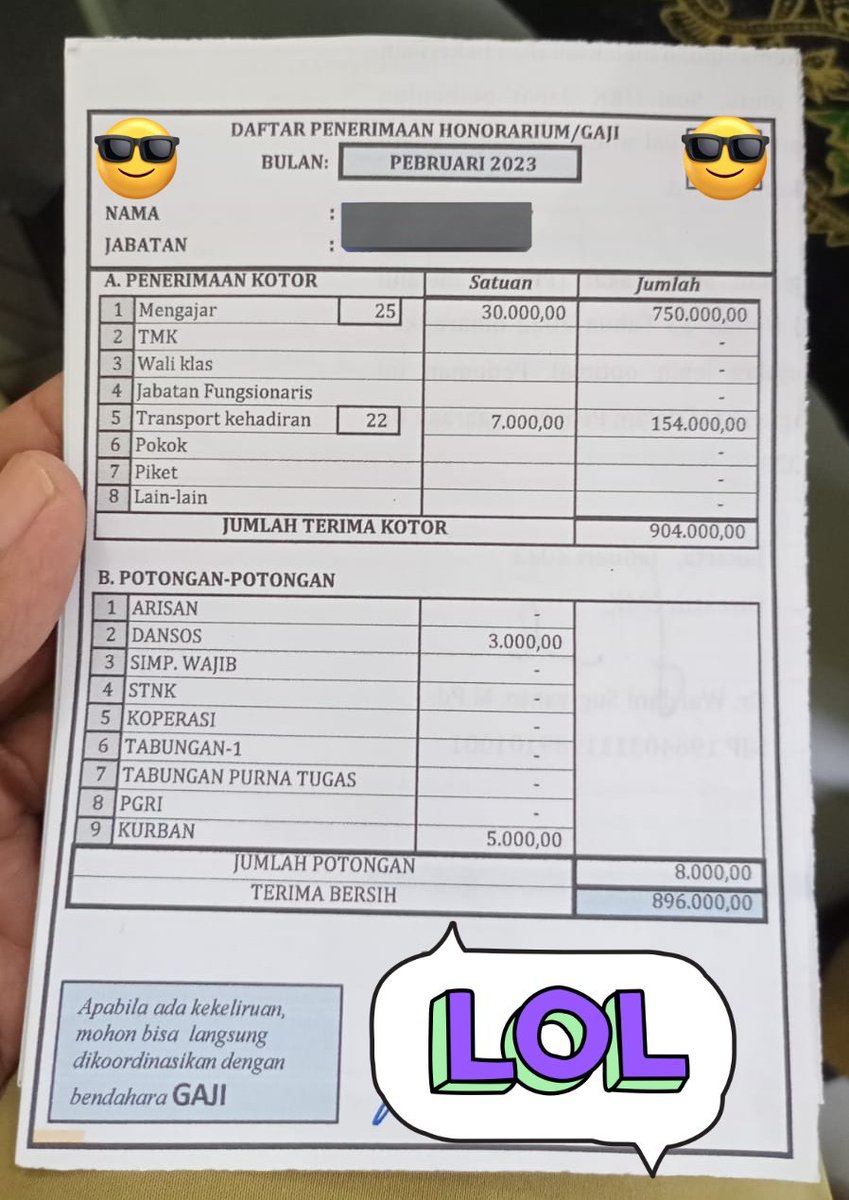 DAFTAR PENERIMAAN HONORARIUM/GAJI
BULAN: PEBRUARI 2023
NAMA :
JABATAN :
A. PENERIMAAN KOTOR Satuan Jumlah
1 Mengajar 25 30.000,00 750.000,00
2 TMK -
3 Wali klas -
4 Jabatan Fungsionaris -
5 Transport kehadiran 22 7.000,00 154.000,00
6 Pokok -
7 Piket -
8 Lain-lain -
JUMLAH TERIMA KOTOR 904.000,00
B. POTONGAN-POTONGAN
1 ARISAN -
2 DANSOS 3.000,00
3 SIMP. WAJIB -
4 STNK -
5 KOPERASI -
6 TABUNGAN-1 -
7 TABUNGAN PURNA TUGAS -
8 PGRI -
9 KURBAN 5.000,00
JUMLAH POTONGAN 8.000,00
TERIMA BERSIH 896.000,00
Apabila ada kekeliruan,
mohon bisa langsung
dikoordinasikan dengan
bendahara GAJI
LOL